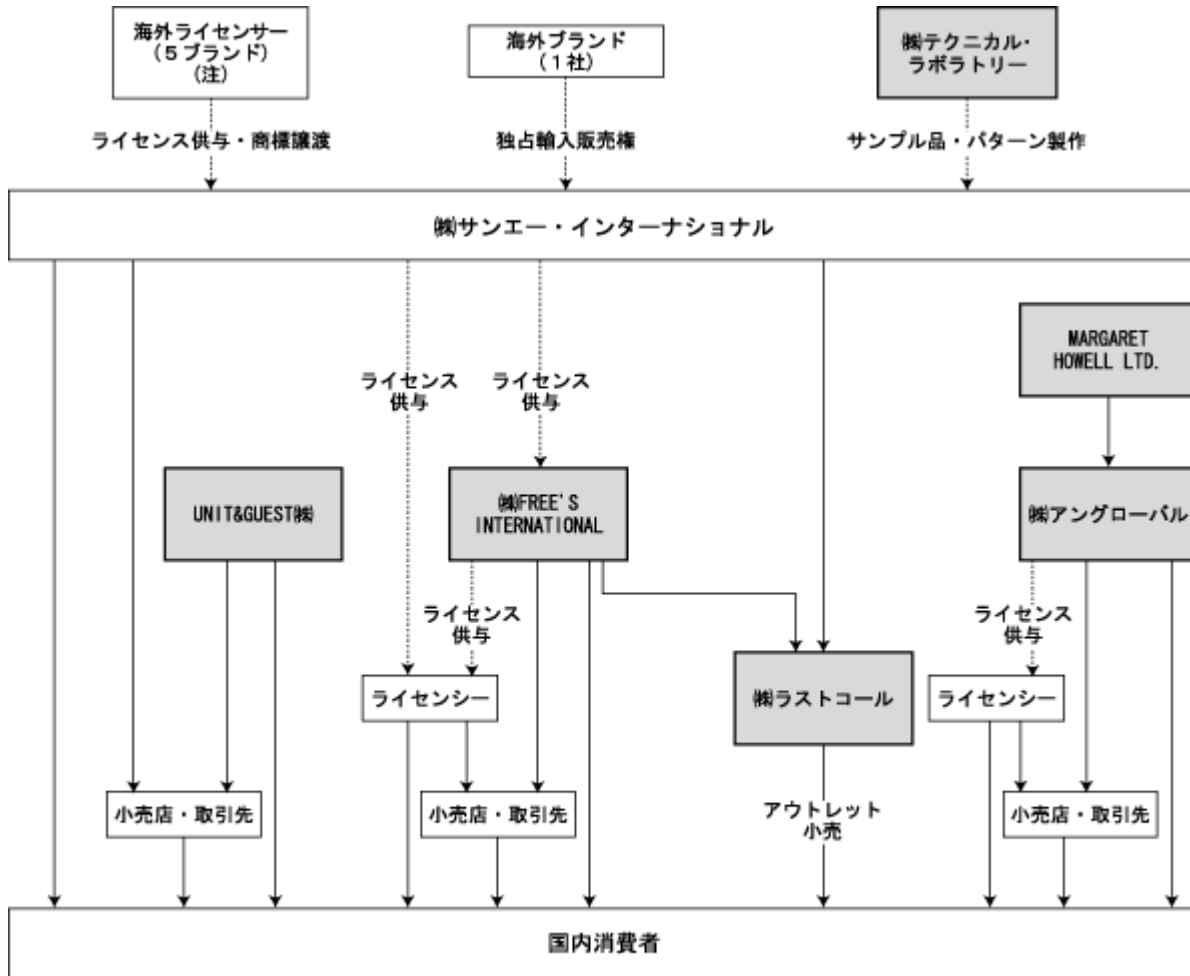 海外ライセンサー
(5ブランド)
(注)
海外ブランド
(1社)
㈱テクニカル・
ラボラトリー
ライセンス供与・商標譲渡
独占輸入販売権
サンプル品・パターン製作
㈱サンエー・インターナショナル
MARGARET
HOWELL LTD.
ライセンス
供与
ライセンス
供与
UNIT&GUEST㈱
㈱FREE'S
INTERNATIONAL
㈱アングローバル
ライセンス
供与
ライセンス
供与
ライセンシー
㈱ラストコール
ライセンシー
小売店・取引先
小売店・取引先
アウトレット
小売
小売店・取引先
国内消費者